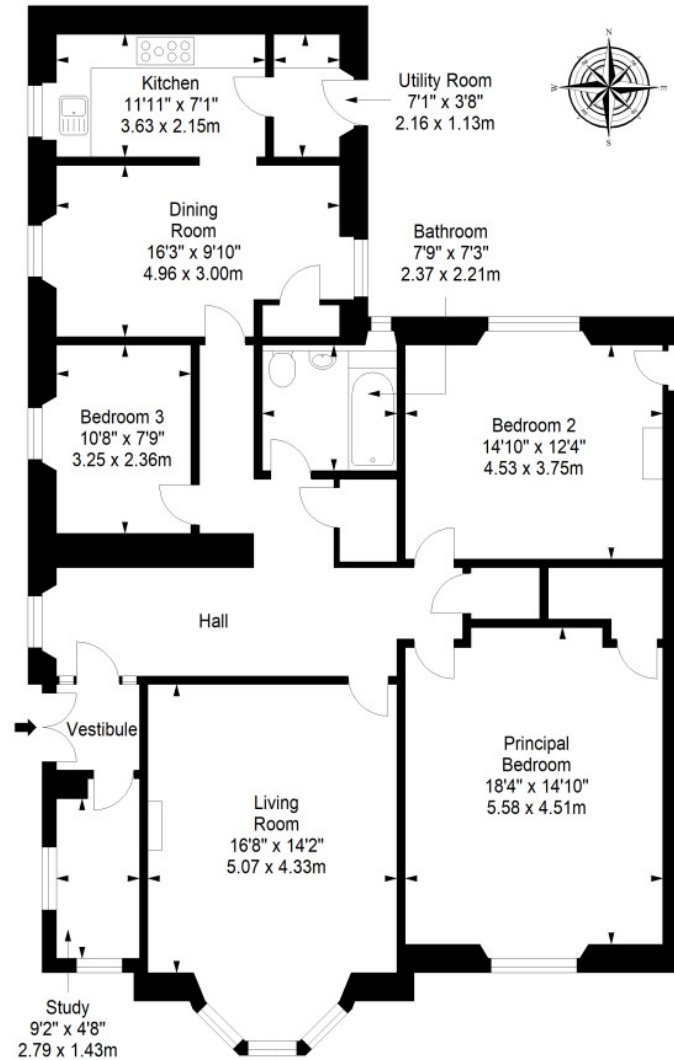 N
W
E
S
Kitchen
11'11" x 7'1"
3.63 x 2.15m
Utility Room
7'1" x 3'8"
2.16 x 1.13m
Dining
Room
16'3" x 9'10"
4.96 x 3.00m
Bathroom
7'9" x 7'3"
2.37 x 2.21m
Bedroom 3
10'8" x 7'9"
3.25 x 2.36m
Bedroom 2
14'10" x 12'4"
4.53 x 3.75m
Hall
Vestibule
Living
Room
16'8" x 14'2"
5.07 x 4.33m
Principal
Bedroom
18'4" x 14'10"
5.58 x 4.51m
Study
9'2" x 4'8"
2.79 x 1.43m